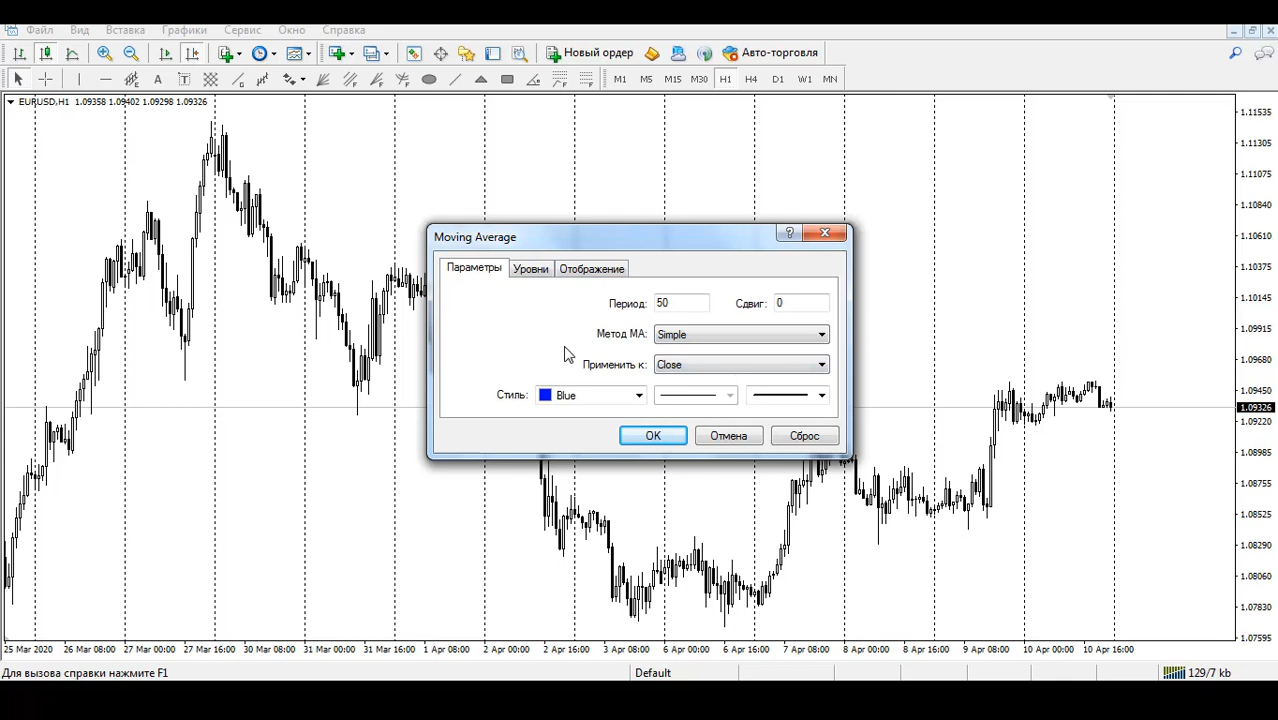 Файл Вид Вставка Графики Сервис Окно Справка
Новый ордер Авто-торговля
A T M1 M5 M15 M30 H1 H4 D1 W1 MN
EURUSD,H1 1.09358 1.09402 1.09298 1.09326
1.11535
1.11305
1.11075
1.10840
1.10610
1.10380
1.10145
1.09915
1.09680
1.09450
1.09326
1.09220
1.08985
1.08755
1.08525
1.08290
1.08060
1.07830
1.07595
Moving Average
Параметры Уровни Отображение
Период: 50 Сдвиг: 0
Метод МА: Simple
Применить к: Close
Стиль: Blue
OK Отмена Сброс
25 Mar 2020 26 Mar 08:00 27 Mar 00:00 27 Mar 16:00 30 Mar 08:00 31 Mar 00:00 31 Mar 16:00 1 Apr 08:00 2 Apr 00:00 2 Apr 16:00 3 Apr 08:00 6 Apr 00:00 6 Apr 16:00 7 Apr 08:00 8 Apr 00:00 8 Apr 16:00 9 Apr 08:00 10 Apr 00:00 10 Apr 16:00
Для вызова справки нажмите F1 Default 129/7 kb